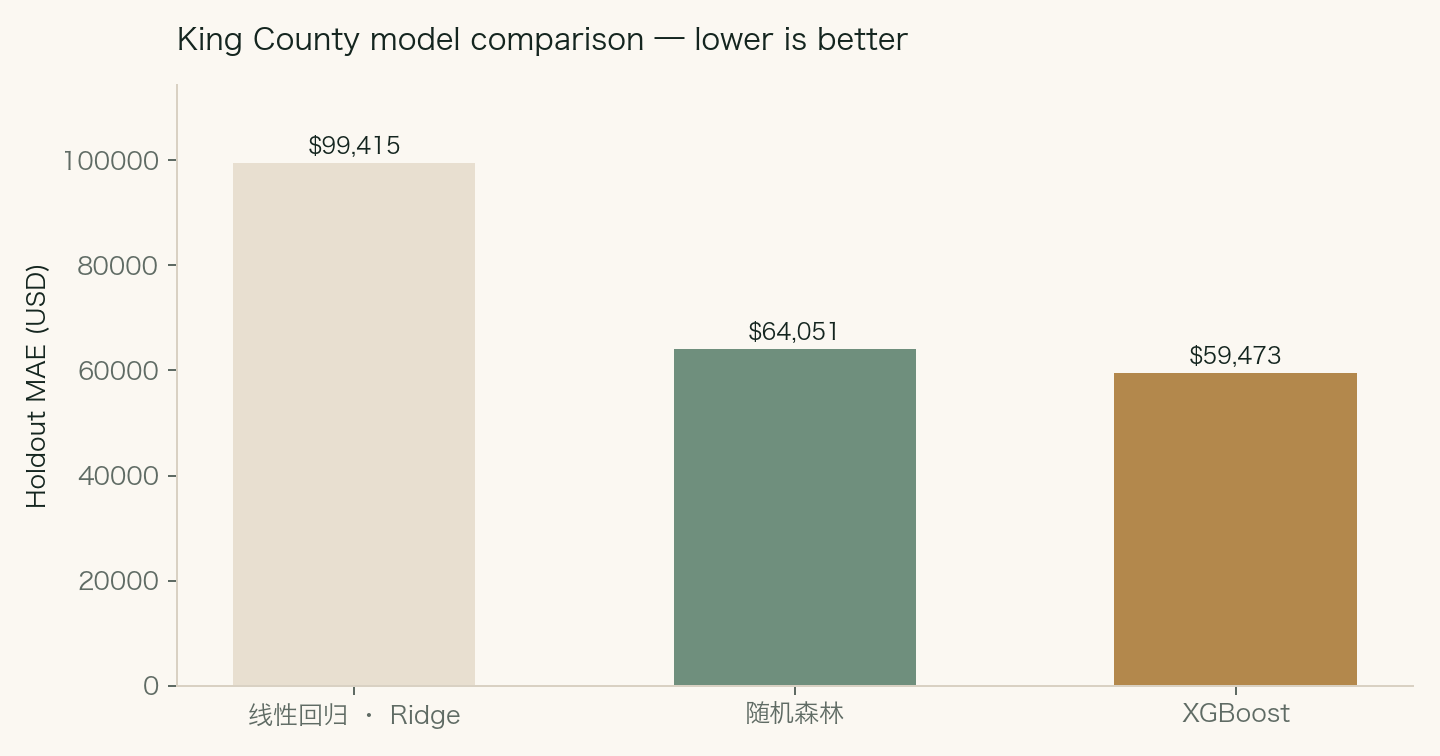 King County model comparison — lower is better
Holdout MAE (USD)
100000
80000
60000
40000
20000
0
$99,415
$64,051
$59,473
线性回归 · Ridge
随机森林
XGBoost